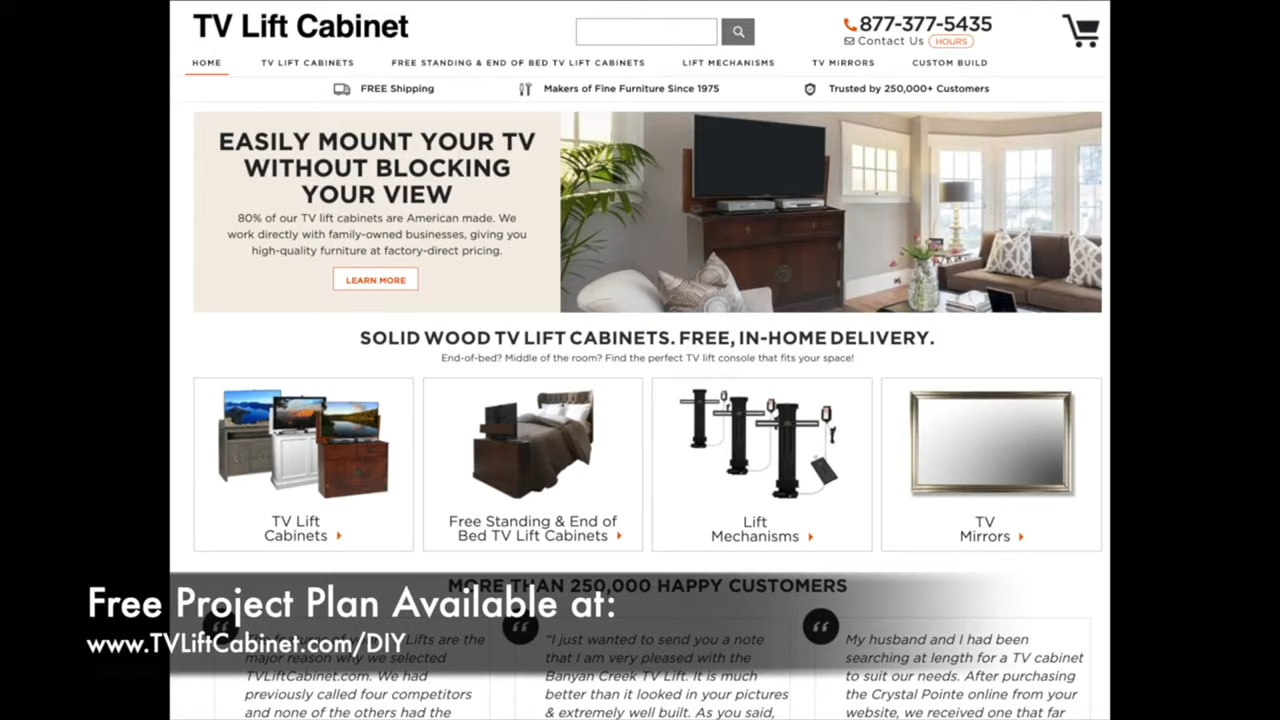 TV Lift Cabinet
877-377-5435
Contact Us HOURS
HOME TV LIFT CABINETS FREE STANDING & END OF BED TV LIFT CABINETS LIFT MECHANISMS TV MIRRORS CUSTOM BUILD
FREE Shipping Makers of Fine Furniture Since 1975 Trusted by 250,000+ Customers
EASILY MOUNT YOUR TV
WITHOUT BLOCKING
YOUR VIEW
80% of our TV lift cabinets are American made. We
work directly with family-owned businesses, giving you
high-quality furniture at factory-direct pricing.
LEARN MORE
SOLID WOOD TV LIFT CABINETS. FREE, IN-HOME DELIVERY.
End-of-bed? Middle of the room? Find the perfect TV lift console that fits your space!
TV Lift
Cabinets
Free Standing & End of
Bed TV Lift Cabinets
Lift
Mechanisms
TV
Mirrors
MORE THAN 250,000 HAPPY CUSTOMERS
Free Project Plan Available at:
www.TVLiftCabinet.com/DIY
Lifts are the
major reason why we selected
TVLiftCabinet.com. We had
previously called four competitors
and none of the others had the
"I just wanted to send you a note
that I am very pleased with the
Banyan Creek TV Lift. It is much
better than it looked in your pictures
& extremely well built. As you said,
My husband and I had been
searching at length for a TV cabinet
to suit our needs. After purchasing
the Crystal Pointe online from your
website, we received one that far